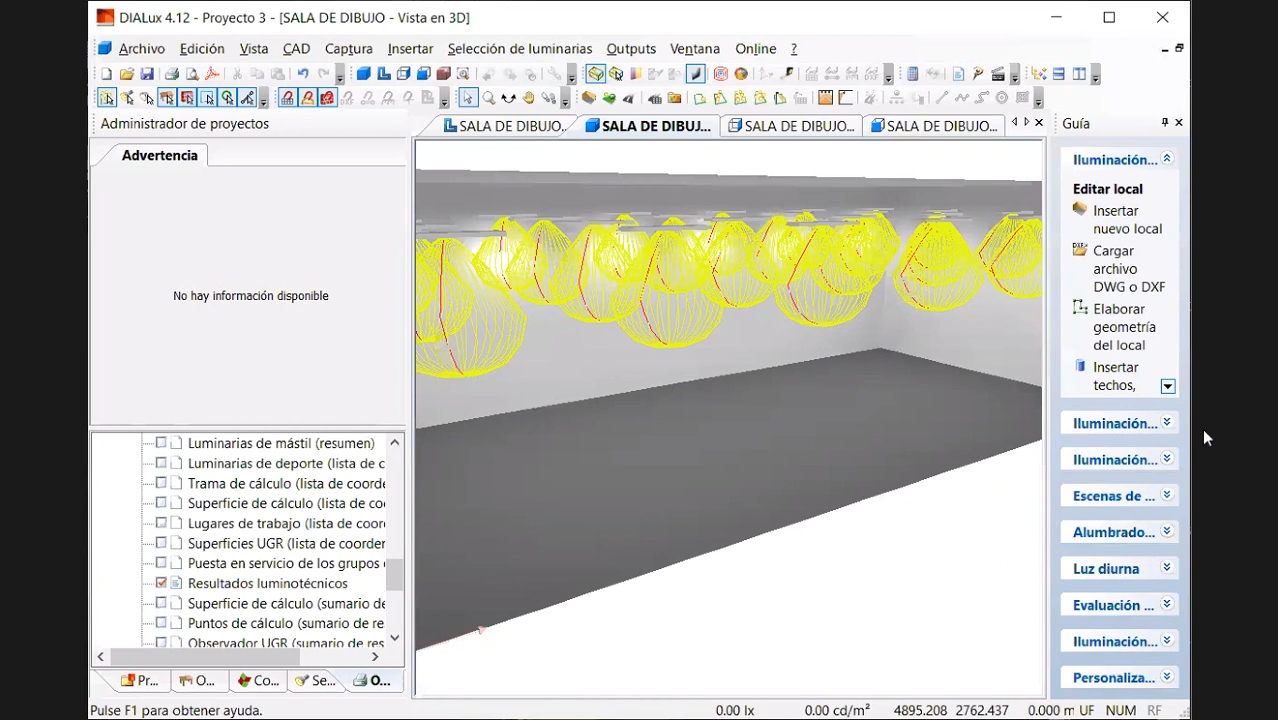 DIALux 4.12 - Proyecto 3 - [SALA DE DIBUJO - Vista en 3D]
Archivo Edición Vista CAD Captura Insertar Selección de luminarias Outputs Ventana Online ?
Administrador de proyectos
SALA DE DIBUJO...
SALA DE DIBUJ...
SALA DE DIBUJO...
SALA DE DIBUJO...
Guía
Advertencia
No hay información disponible
Luminarias de mástil (resumen)
Luminarias de deporte (lista de c
Trama de cálculo (lista de coorde
Superficie de cálculo (lista de co
Lugares de trabajo (lista de coor
Superficies UGR (lista de coorder
Puesta en servicio de los grupos
Resultados luminotécnicos
Superficie de cálculo (sumario de
Puntos de cálculo (sumario de re
Observador UGR (sumario de res
Pr... O... Co... Se... O...
Iluminación...
Editar local
Insertar
nuevo local
Cargar
archivo
DWG o DXF
Elaborar
geometría
del local
Insertar
techos,
Iluminación...
Iluminación...
Escenas de ...
Alumbrado...
Luz diurna
Evaluación ...
Iluminación...
Personaliza...
Pulse F1 para obtener ayuda.
0.00 lx 0.00 cd/m² 4895.208 2762.437 0.000 m UF NUM RF